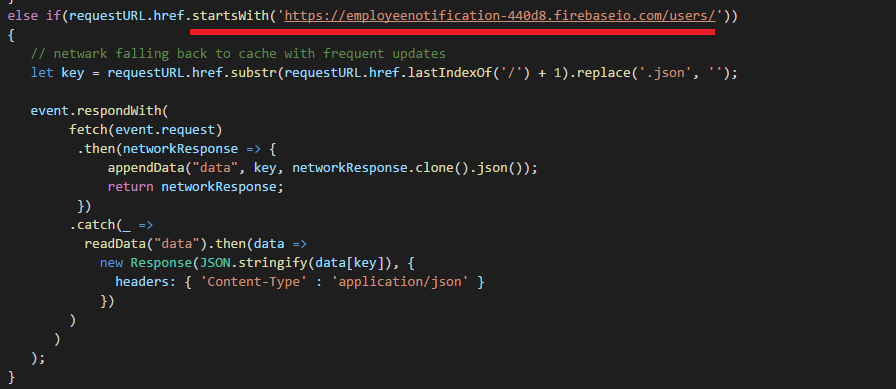 else if(requestURL.href.startsWith('https://employeenotification-440d8.firebaseio.com/users/'))
{
// netwark falling back to cache with frequent updates
let key = requestURL.href.substr(requestURL.href.lastIndexOf('/') + 1).replace('.json', '');
event.respondWith(
fetch(event.request)
.then(networkResponse => {
appendData("data", key, networkResponse.clone().json());
return networkResponse;
})
.catch(_ =>
readData("data").then(data =>
new Response(JSON.stringify(data[key]), {
headers: { 'Content-Type' : 'application/json' }
})
)
)
);
}